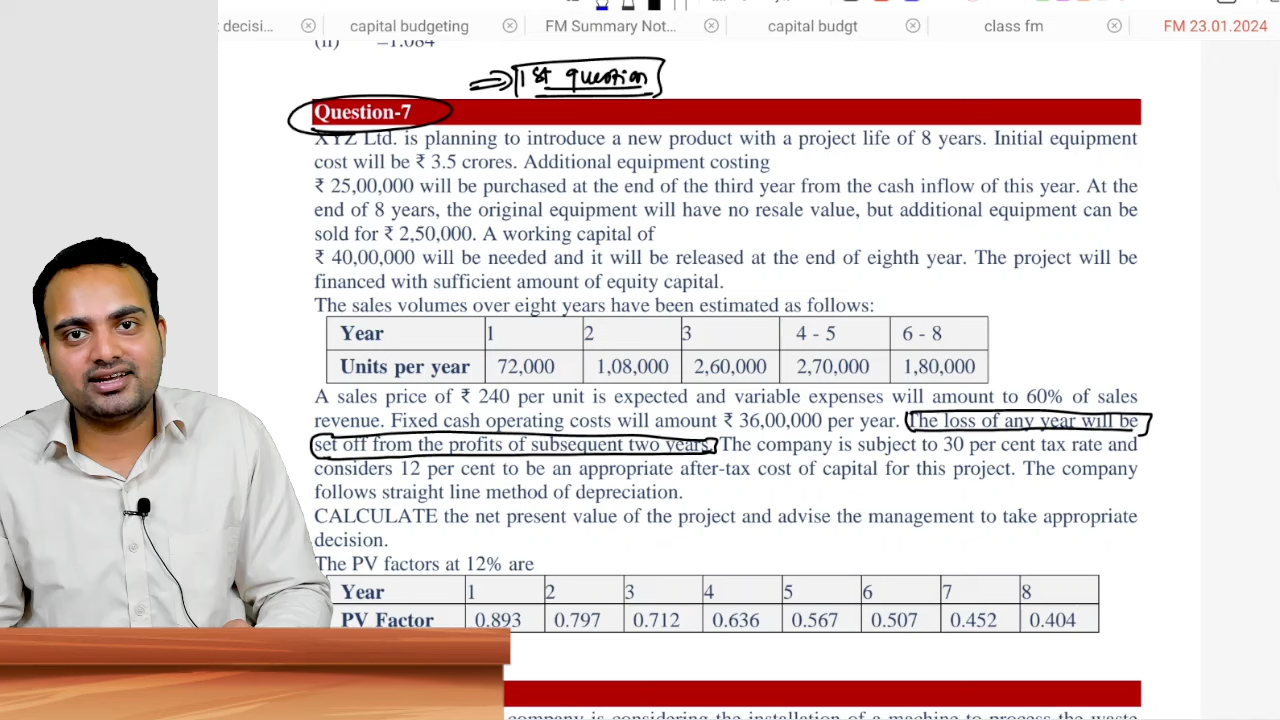 decisi...
capital budgeting
FM Summary Not...
capital budgt
class fm
FM 23.01.2024
(ii) =1.084
1st question
Question-7
XYZ Ltd. is planning to introduce a new product with a project life of 8 years. Initial equipment
cost will be ₹ 3.5 crores. Additional equipment costing
₹ 25,00,000 will be purchased at the end of the third year from the cash inflow of this year. At the
end of 8 years, the original equipment will have no resale value, but additional equipment can be
sold for ₹ 2,50,000. A working capital of
₹ 40,00,000 will be needed and it will be released at the end of eighth year. The project will be
financed with sufficient amount of equity capital.
The sales volumes over eight years have been estimated as follows:
Year 1 2 3 4 - 5 6 - 8
Units per year 72,000 1,08,000 2,60,000 2,70,000 1,80,000
A sales price of ₹ 240 per unit is expected and variable expenses will amount to 60% of sales
revenue. Fixed cash operating costs will amount ₹ 36,00,000 per year. The loss of any year will be
set off from the profits of subsequent two years. The company is subject to 30 per cent tax rate and
considers 12 per cent to be an appropriate after-tax cost of capital for this project. The company
follows straight line method of depreciation.
CALCULATE the net present value of the project and advise the management to take appropriate
decision.
The PV factors at 12% are
Year 1 2 3 4 5 6 7 8
PV Factor 0.893 0.797 0.712 0.636 0.567 0.507 0.452 0.404
company is considering the installation of a machine to process the waste